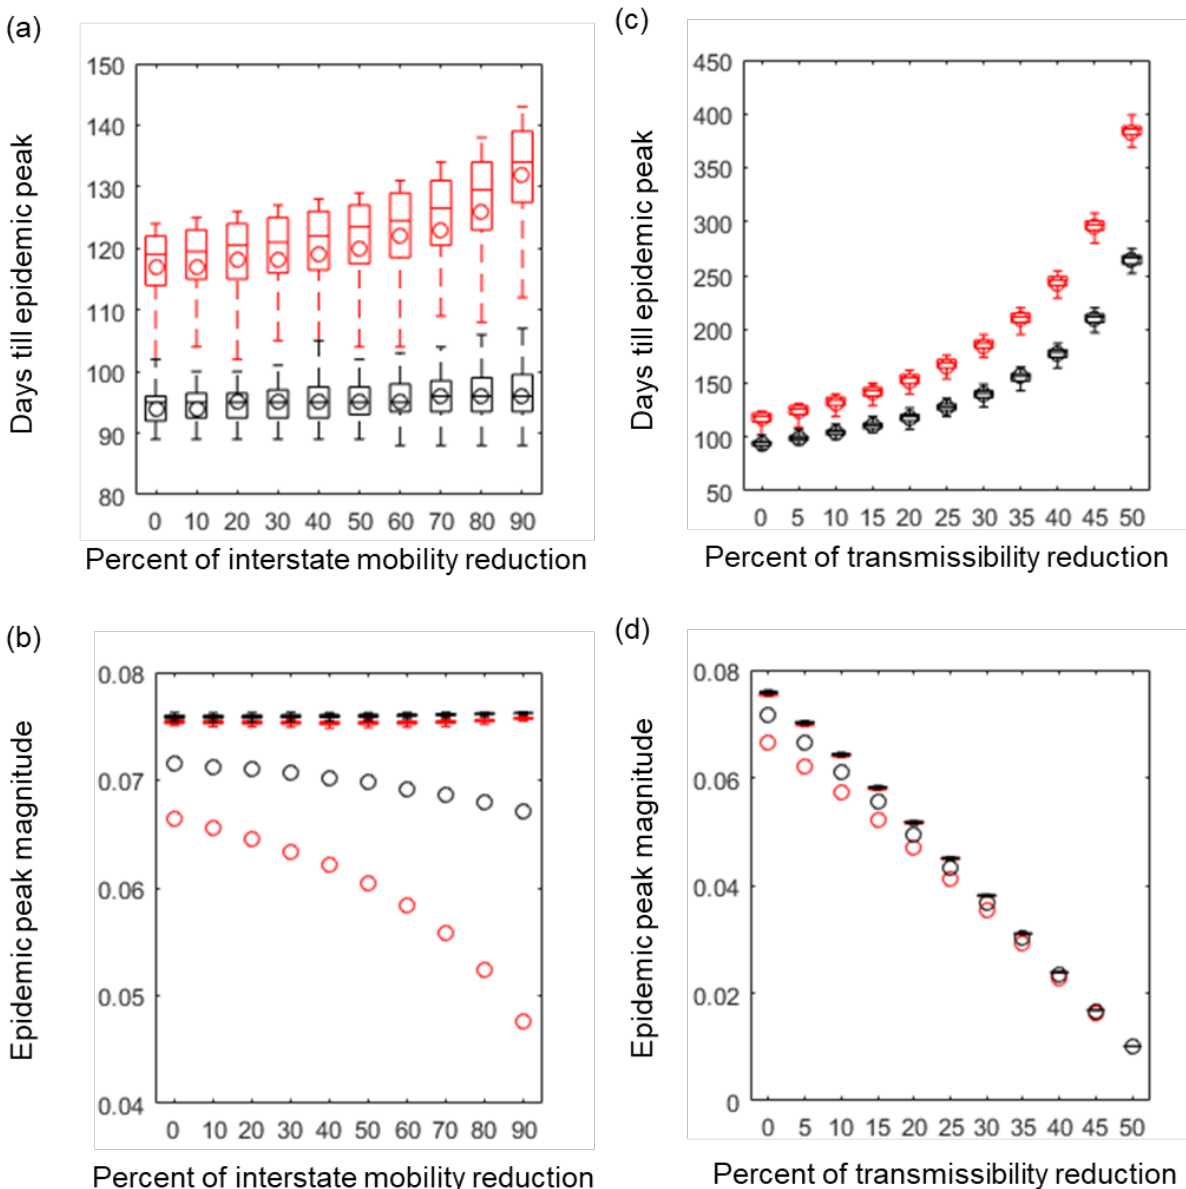 (a)
Days till epidemic peak
150
140
130
120
110
100
90
80
0 10 20 30 40 50 60 70 80 90
Percent of interstate mobility reduction
(c)
Days till epidemic peak
450
400
350
300
250
200
150
100
50
0 5 10 15 20 25 30 35 40 45 50
Percent of transmissibility reduction
(b)
Epidemic peak magnitude
0.08
0.07
0.06
0.05
0.04
0 10 20 30 40 50 60 70 80 90
Percent of interstate mobility reduction
(d)
Epidemic peak magnitude
0.08
0.06
0.04
0.02
0
0 5 10 15 20 25 30 35 40 45 50
Percent of transmissibility reduction